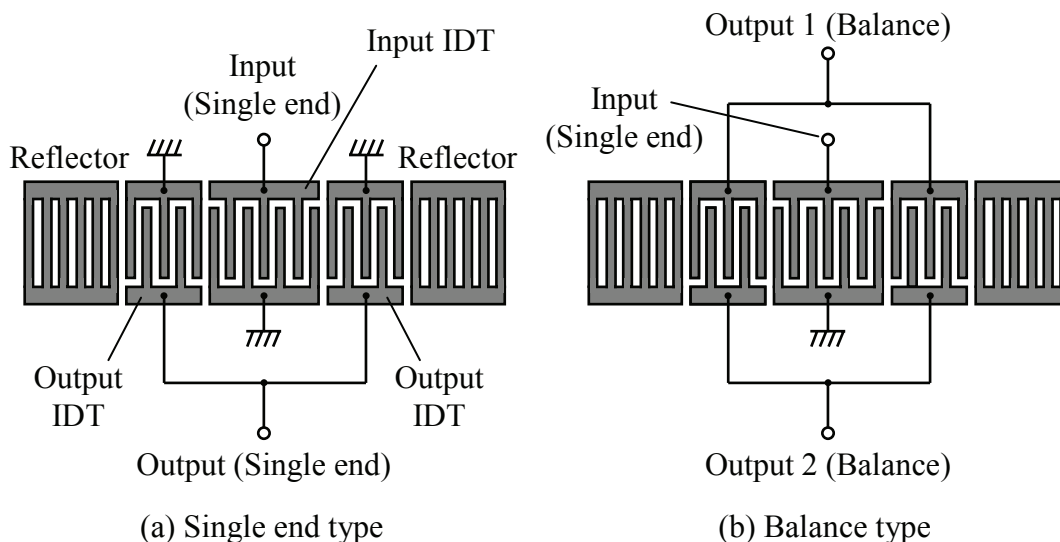 Input IDT
Input
(Single end)
Reflector
Reflector
Output
IDT
Output
IDT
Output (Single end)
(a) Single end type
Output 1 (Balance)
Input
(Single end)
Output 2 (Balance)
(b) Balance type